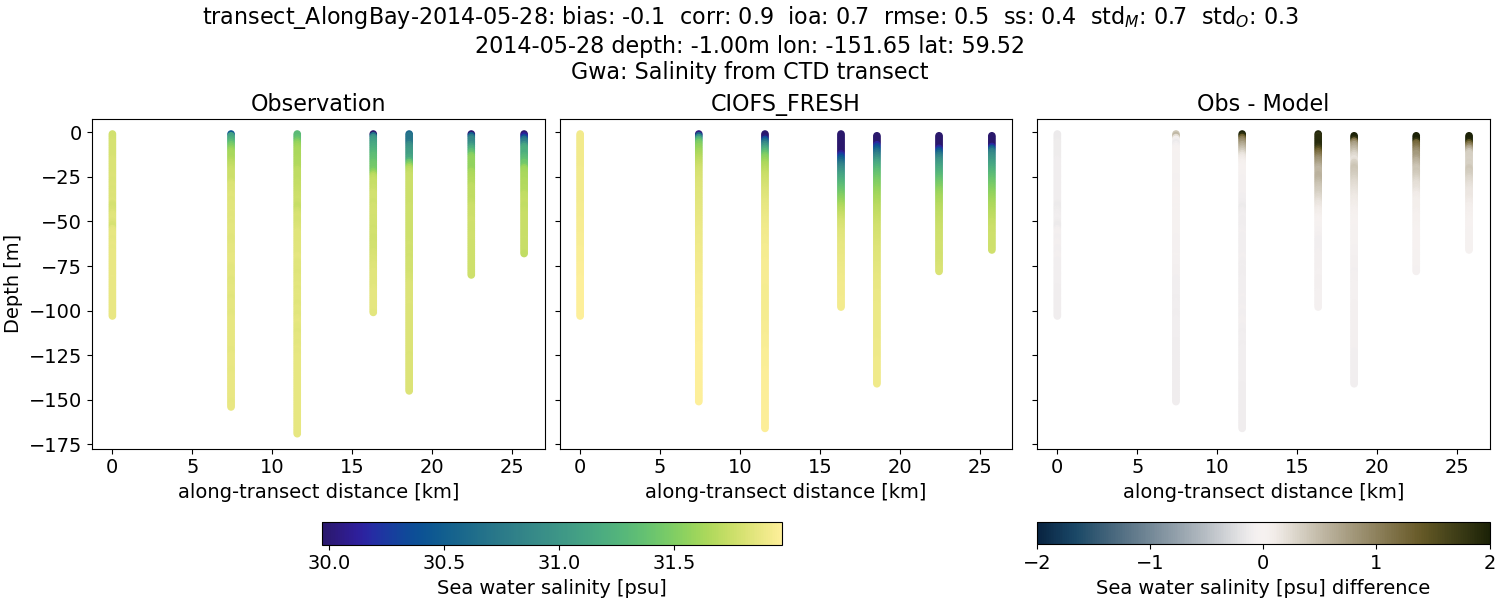 transect_AlongBay-2014-05-28: bias: -0.1  corr: 0.9  ioa: 0.7  rmse: 0.5  ss: 0.4  std_M: 0.7  std_O: 0.3
2014-05-28 depth: -1.00m lon: -151.65 lat: 59.52
Gwa: Salinity from CTD transect
Observation
CIOFS_FRESH
Obs - Model
Depth [m]
0
−25
−50
−75
−100
−125
−150
−175
0 5 10 15 20 25
0 5 10 15 20 25
0 5 10 15 20 25
along-transect distance [km]
along-transect distance [km]
along-transect distance [km]
30.0 30.5 31.0 31.5
Sea water salinity [psu]
−2 −1 0 1 2
Sea water salinity [psu] difference